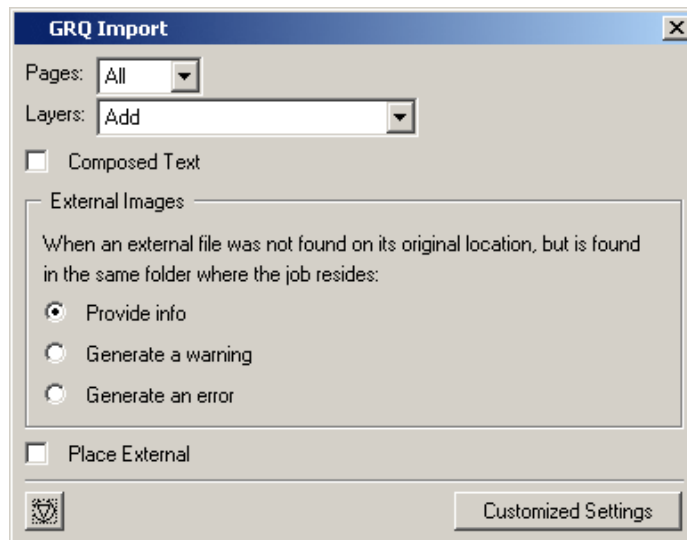 GRQ Import
Pages: All
Layers: Add
Composed Text
External Images
When an external file was not found on its original location, but is found
in the same folder where the job resides:
Provide info
Generate a warning
Generate an error
Place External
Customized Settings